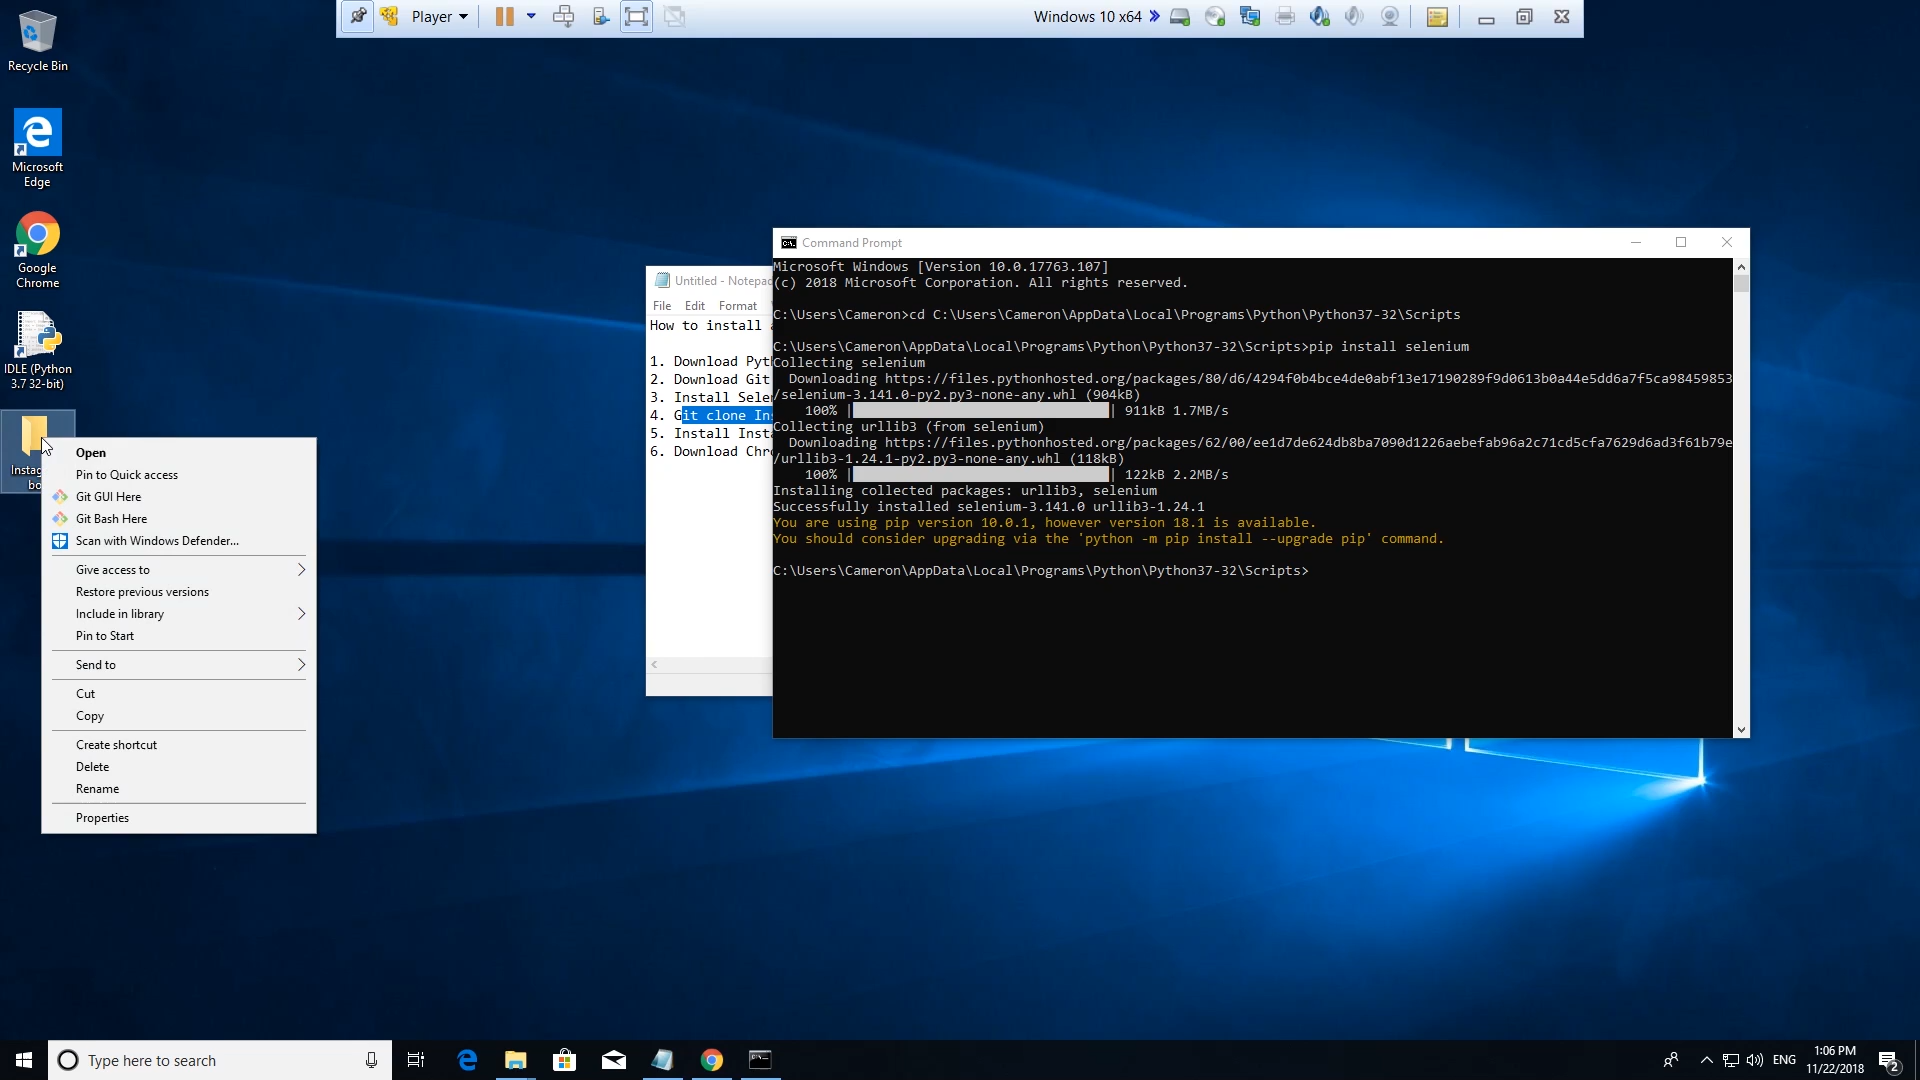 Player
Windows 10 x64
Recycle Bin
Microsoft
Edge
Google
Chrome
IDLE (Python
3.7 32-bit)
Open
Pin to Quick access
Git GUI Here
Git Bash Here
Scan with Windows Defender...
Give access to
Restore previous versions
Include in library
Pin to Start
Send to
Cut
Copy
Create shortcut
Delete
Rename
Properties
Untitled - Notepad
File Edit Format
How to install
1. Download Pyt
2. Download Git
3. Install Sele
4. Git clone In
5. Install Inst
6. Download Chr
Command Prompt
Microsoft Windows [Version 10.0.17763.107]
(c) 2018 Microsoft Corporation. All rights reserved.
C:\Users\Cameron>cd C:\Users\Cameron\AppData\Local\Programs\Python\Python37-32\Scripts
C:\Users\Cameron\AppData\Local\Programs\Python\Python37-32\Scripts>pip install selenium
Collecting selenium
Downloading https://files.pythonhosted.org/packages/80/d6/4294f0b4bce4de0abf13e17190289f9d0613b0a44e5dd6a7f5ca98459853
/selenium-3.141.0-py2.py3-none-any.whl (904kB)
100% | | 911kB 1.7MB/s
Collecting urllib3 (from selenium)
Downloading https://files.pythonhosted.org/packages/62/00/ee1d7de624db8ba7090d1226aebefab96a2c71cd5cfa7629d6ad3f61b79e
/urllib3-1.24.1-py2.py3-none-any.whl (118kB)
100% | | 122kB 2.2MB/s
Installing collected packages: urllib3, selenium
Successfully installed selenium-3.141.0 urllib3-1.24.1
You are using pip version 10.0.1, however version 18.1 is available.
You should consider upgrading via the 'python -m pip install --upgrade pip' command.
C:\Users\Cameron\AppData\Local\Programs\Python\Python37-32\Scripts>
Type here to search
ENG
1:06 PM
11/22/2018
2